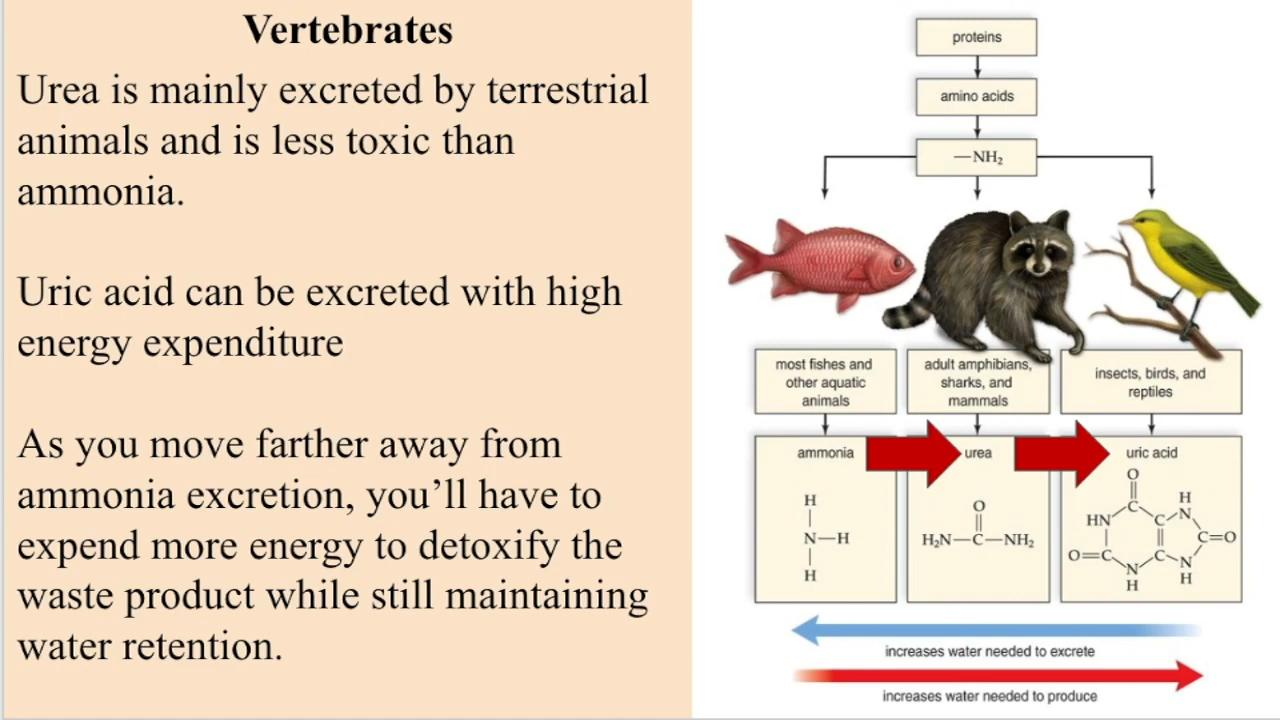 Vertebrates
Urea is mainly excreted by terrestrial
animals and is less toxic than
ammonia.
Uric acid can be excreted with high
energy expenditure
As you move farther away from
ammonia excretion, you’ll have to
expend more energy to detoxify the
waste product while still maintaining
water retention.
proteins
amino acids
—NH₂
most fishes and
other aquatic
animals
adult amphibians,
sharks, and
mammals
insects, birds, and
reptiles
ammonia
H
N—H
H
urea
O
H₂N—C—NH₂
uric acid
O
C
H
HN
C
N
C=O
O=C
C
N
N
H
H
increases water needed to excrete
increases water needed to produce